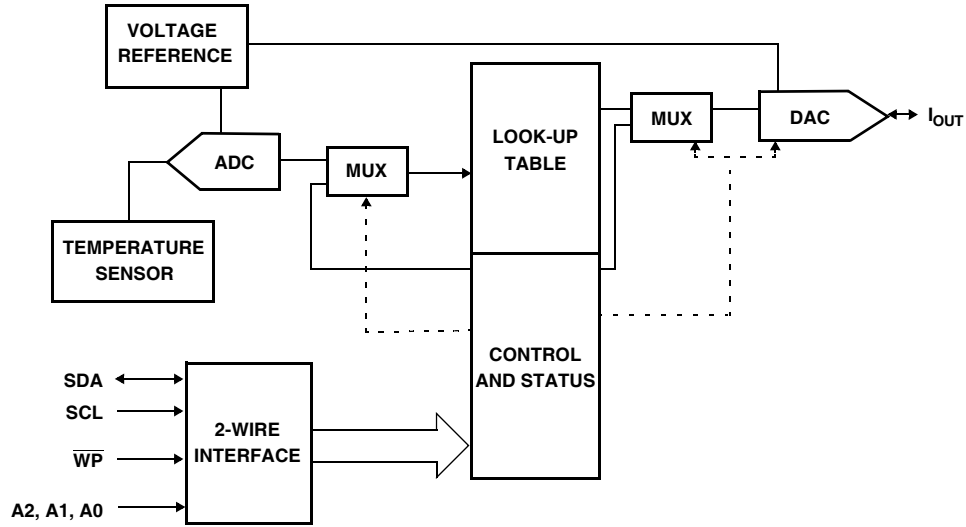 VOLTAGE
REFERENCE
ADC
MUX
LOOK-UP
TABLE
MUX
DAC
IOUT
TEMPERATURE
SENSOR
CONTROL
AND STATUS
SDA
SCL
W̅P̅
A2, A1, A0
2-WIRE
INTERFACE